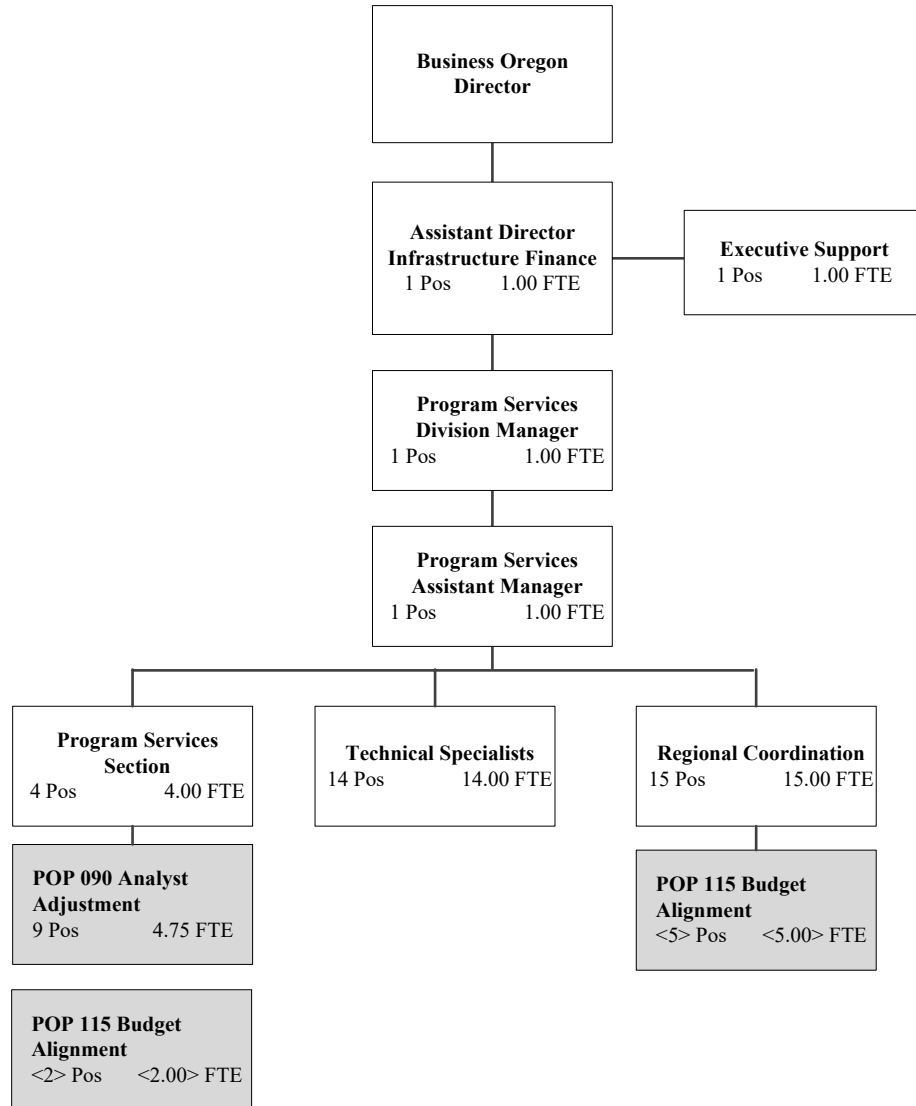 Business Oregon
Director
Assistant Director
Infrastructure Finance
1 Pos 1.00 FTE
Executive Support
1 Pos 1.00 FTE
Program Services
Division Manager
1 Pos 1.00 FTE
Program Services
Assistant Manager
1 Pos 1.00 FTE
Program Services
Section
4 Pos 4.00 FTE
Technical Specialists
14 Pos 14.00 FTE
Regional Coordination
15 Pos 15.00 FTE
POP 090 Analyst
Adjustment
9 Pos 4.75 FTE
POP 115 Budget
Alignment
<5> Pos <5.00> FTE
POP 115 Budget
Alignment
<2> Pos <2.00> FTE